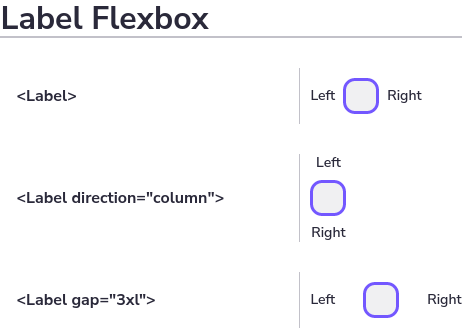 Label Flexbox
<Label>
Left Right
<Label direction="column">
Left
Right
<Label gap="3xl">
Left Right